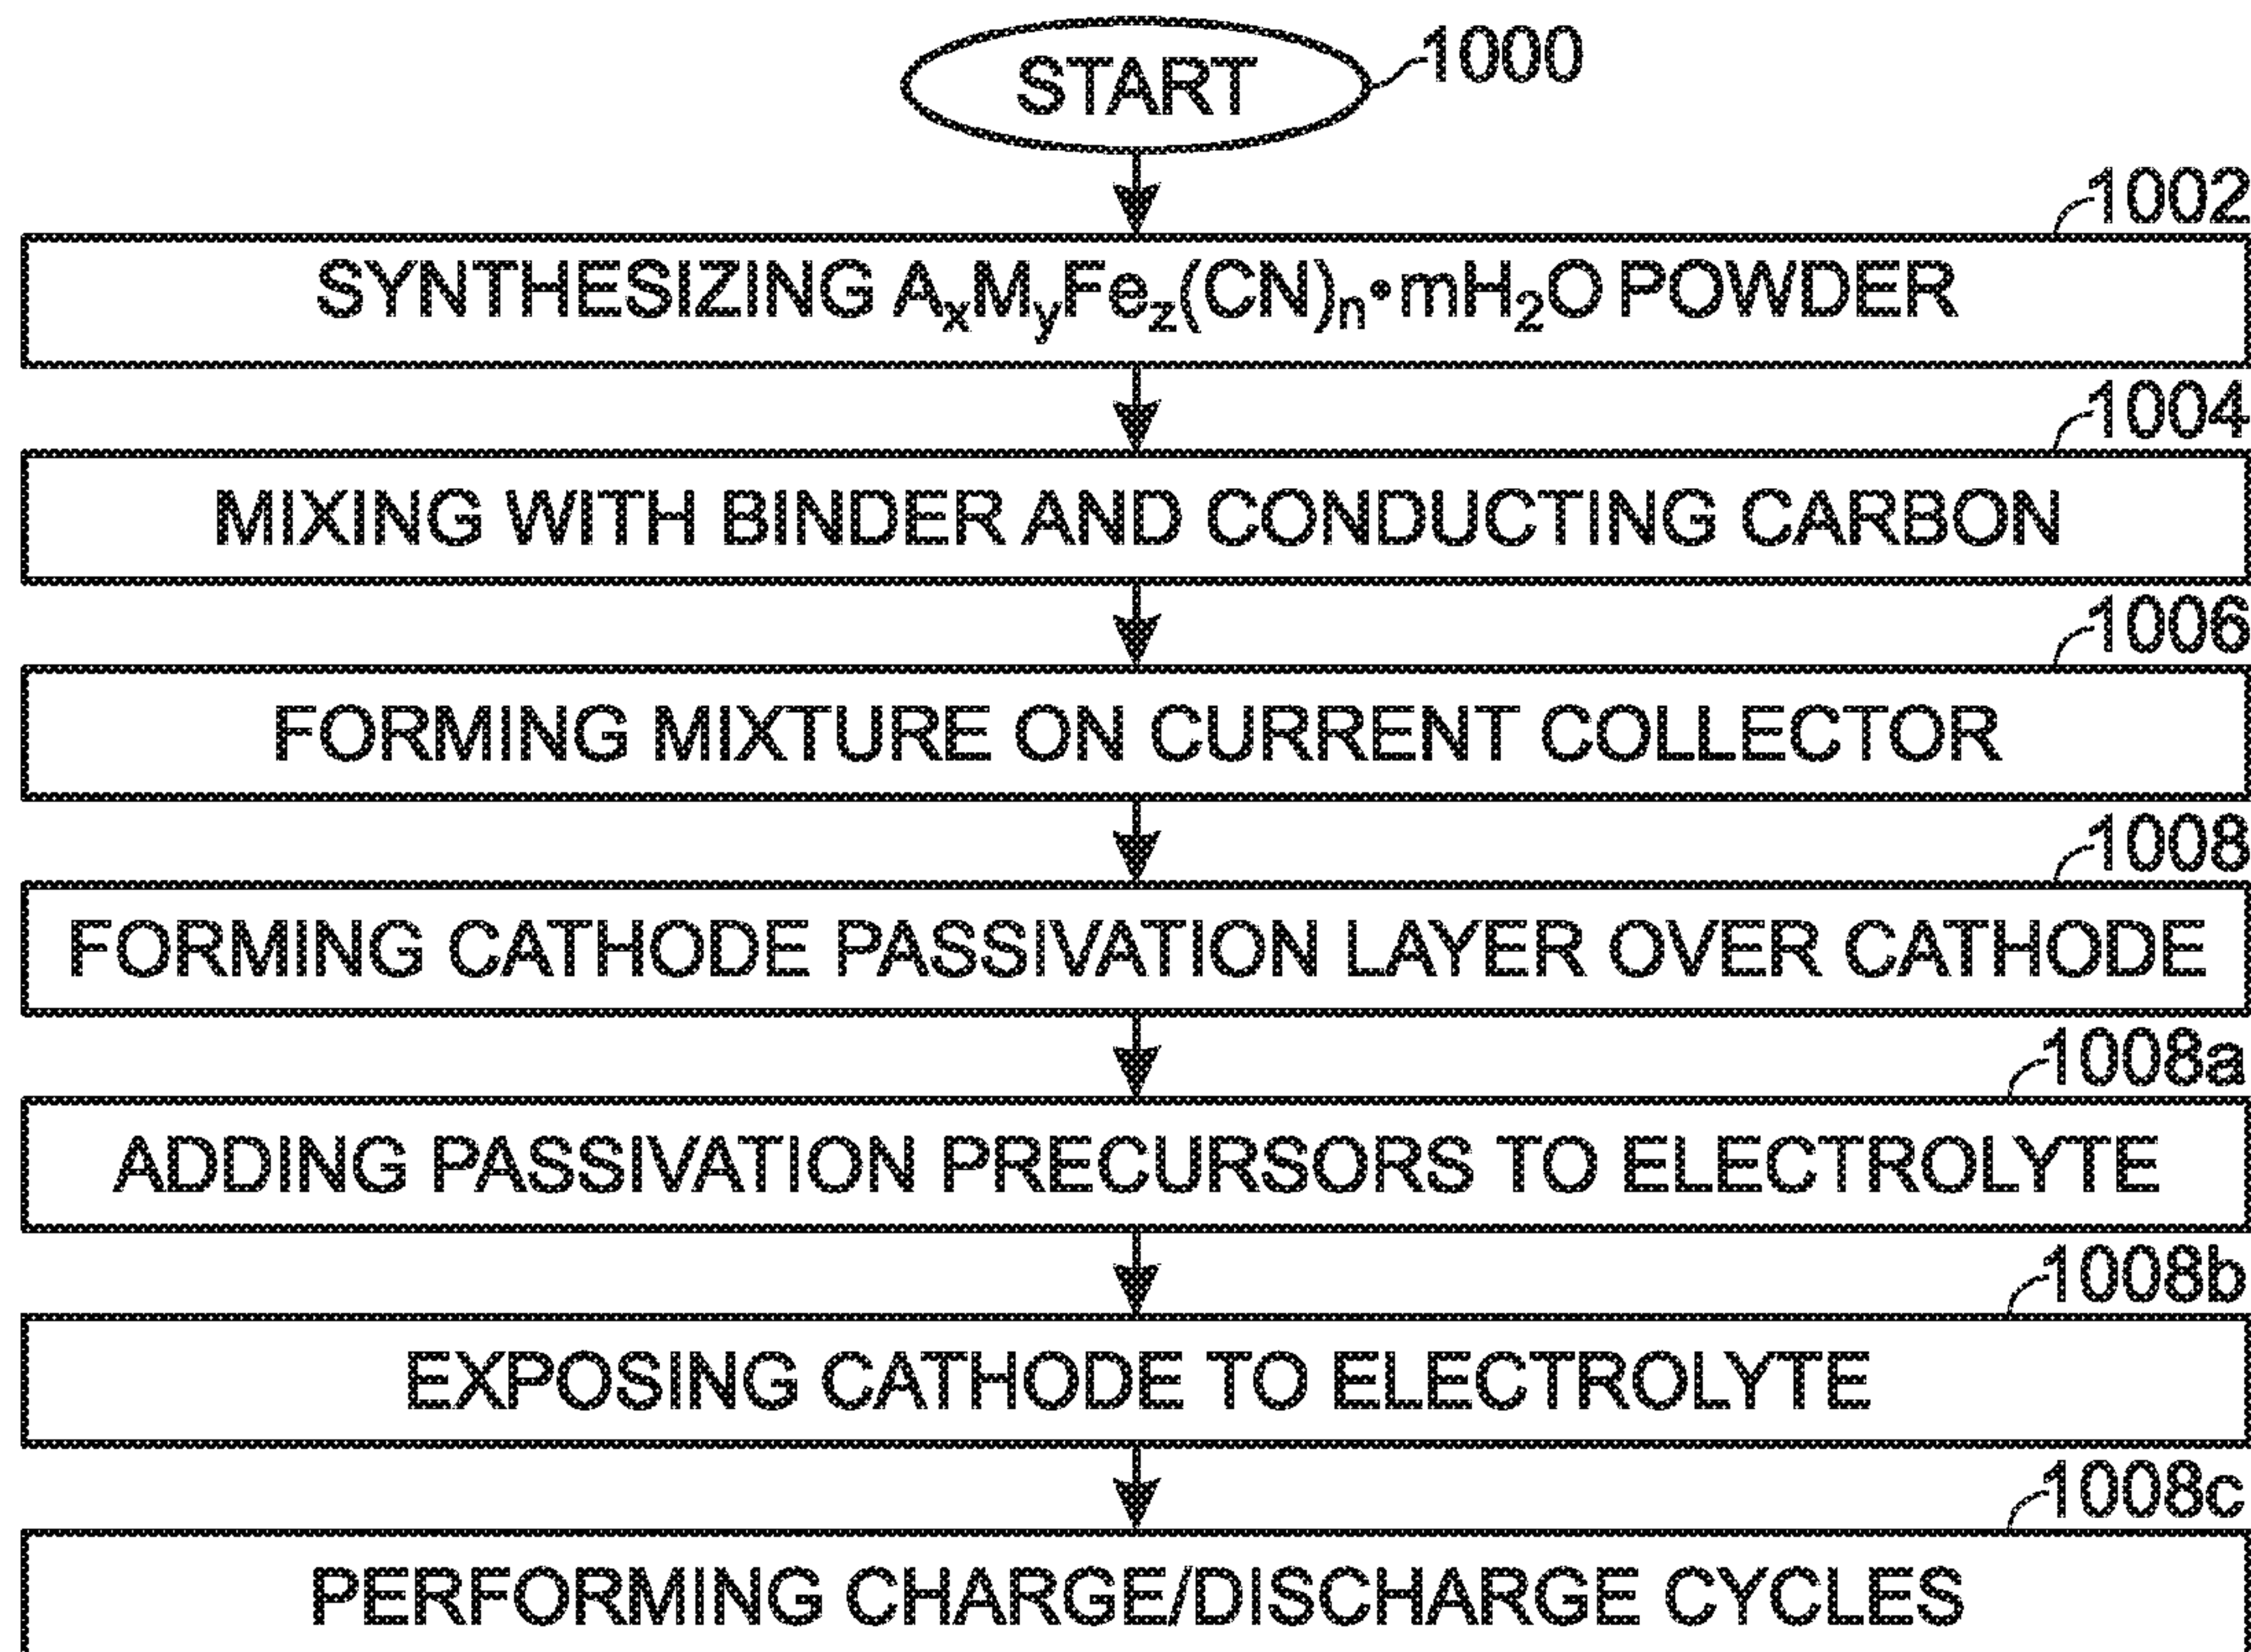 START
1000
1002
SYNTHESIZING AₓMᵧFe_z(CN)ₙ•mH₂O POWDER
1004
MIXING WITH BINDER AND CONDUCTING CARBON
1006
FORMING MIXTURE ON CURRENT COLLECTOR
1008
FORMING CATHODE PASSIVATION LAYER OVER CATHODE
1008a
ADDING PASSIVATION PRECURSORS TO ELECTROLYTE
1008b
EXPOSING CATHODE TO ELECTROLYTE
1008c
PERFORMING CHARGE/DISCHARGE CYCLES